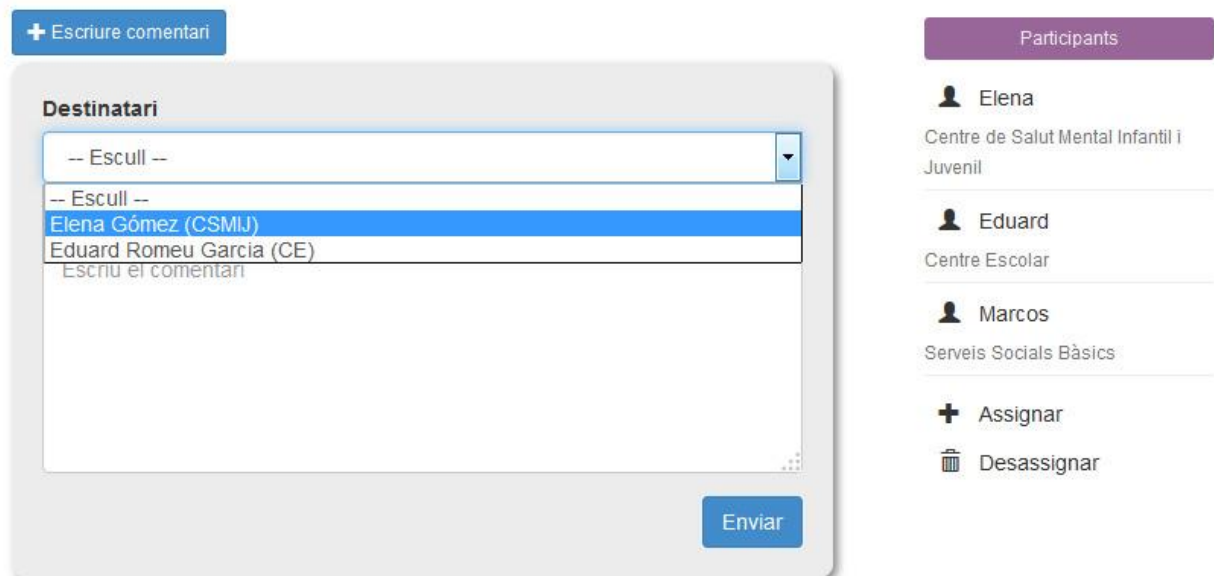 Escriure comentari
Destinatari
-- Escull --
-- Escull --
Elena Gómez (CSMIJ)
Eduard Romeu Garcia (CE)
Escriu el comentari
Enviar
Participants
Elena
Centre de Salut Mental Infantil i
Juvenil
Eduard
Centre Escolar
Marcos
Serveis Socials Bàsics
Assignar
Desassignar